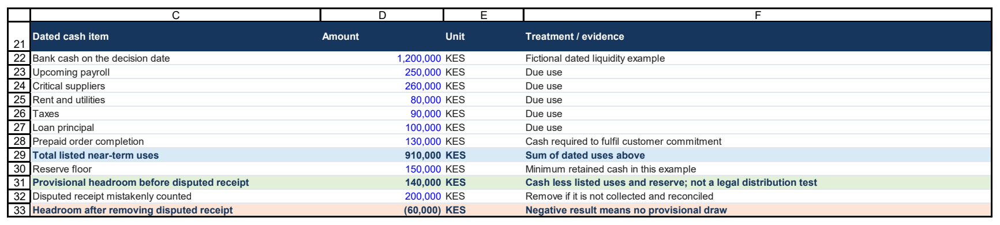 C D E F
21 Dated cash item Amount Unit Treatment / evidence
22 Bank cash on the decision date 1,200,000 KES Fictional dated liquidity example
23 Upcoming payroll 250,000 KES Due use
24 Critical suppliers 260,000 KES Due use
25 Rent and utilities 80,000 KES Due use
26 Taxes 90,000 KES Due use
27 Loan principal 100,000 KES Due use
28 Prepaid order completion 130,000 KES Cash required to fulfil customer commitment
29 Total listed near-term uses 910,000 KES Sum of dated uses above
30 Reserve floor 150,000 KES Minimum retained cash in this example
31 Provisional headroom before disputed receipt 140,000 KES Cash less listed uses and reserve; not a legal distribution test
32 Disputed receipt mistakenly counted 200,000 KES Remove if it is not collected and reconciled
33 Headroom after removing disputed receipt (60,000) KES Negative result means no provisional draw